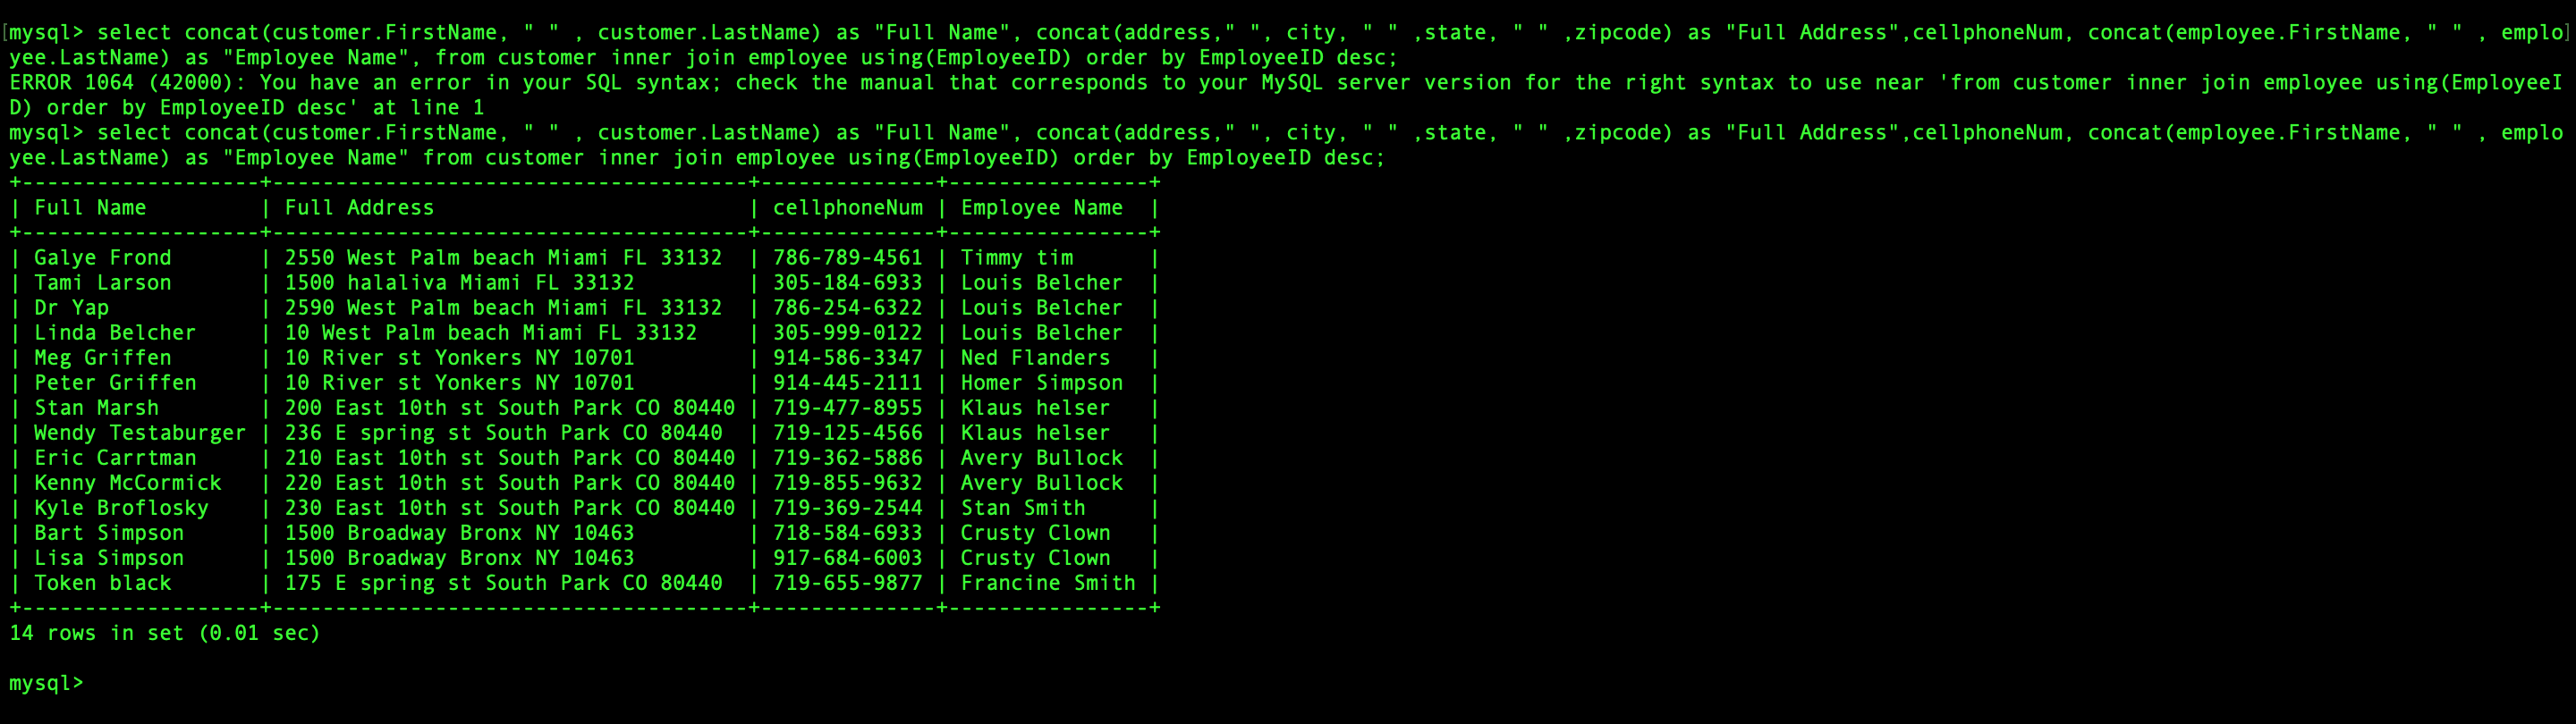 [mysql> select concat(customer.FirstName, " " , customer.LastName) as "Full Name", concat(address," ", city, " " ,state, " " ,zipcode) as "Full Address",cellphoneNum, concat(employee.FirstName, " " , emplo]
yee.LastName) as "Employee Name", from customer inner join employee using(EmployeeID) order by EmployeeID desc;
ERROR 1064 (42000): You have an error in your SQL syntax; check the manual that corresponds to your MySQL server version for the right syntax to use near 'from customer inner join employee using(EmployeeI
D) order by EmployeeID desc' at line 1
mysql> select concat(customer.FirstName, " " , customer.LastName) as "Full Name", concat(address," ", city, " " ,state, " " ,zipcode) as "Full Address",cellphoneNum, concat(employee.FirstName, " " , emplo
yee.LastName) as "Employee Name" from customer inner join employee using(EmployeeID) order by EmployeeID desc;
+-------------------+--------------------------------------+--------------+----------------+
| Full Name         | Full Address                         | cellphoneNum | Employee Name  |
+-------------------+--------------------------------------+--------------+----------------+
| Galye Frond       | 2550 West Palm beach Miami FL 33132  | 786-789-4561 | Timmy tim      |
| Tami Larson       | 1500 halaliva Miami FL 33132         | 305-184-6933 | Louis Belcher  |
| Dr Yap            | 2590 West Palm beach Miami FL 33132  | 786-254-6322 | Louis Belcher  |
| Linda Belcher     | 10 West Palm beach Miami FL 33132    | 305-999-0122 | Louis Belcher  |
| Meg Griffen       | 10 River st Yonkers NY 10701         | 914-586-3347 | Ned Flanders   |
| Peter Griffen     | 10 River st Yonkers NY 10701         | 914-445-2111 | Homer Simpson  |
| Stan Marsh        | 200 East 10th st South Park CO 80440 | 719-477-8955 | Klaus helser   |
| Wendy Testaburger | 236 E spring st South Park CO 80440  | 719-125-4566 | Klaus helser   |
| Eric Carrtman     | 210 East 10th st South Park CO 80440 | 719-362-5886 | Avery Bullock  |
| Kenny McCormick   | 220 East 10th st South Park CO 80440 | 719-855-9632 | Avery Bullock  |
| Kyle Broflosky    | 230 East 10th st South Park CO 80440 | 719-369-2544 | Stan Smith     |
| Bart Simpson      | 1500 Broadway Bronx NY 10463         | 718-584-6933 | Crusty Clown   |
| Lisa Simpson      | 1500 Broadway Bronx NY 10463         | 917-684-6003 | Crusty Clown   |
| Token black       | 175 E spring st South Park CO 80440  | 719-655-9877 | Francine Smith |
+-------------------+--------------------------------------+--------------+----------------+
14 rows in set (0.01 sec)
mysql>